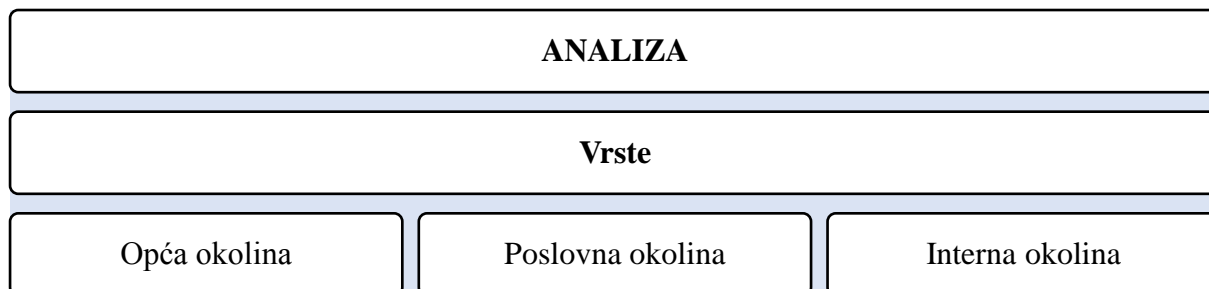 ANALIZA
Vrste
Opća okolina
Poslovna okolina
Interna okolina